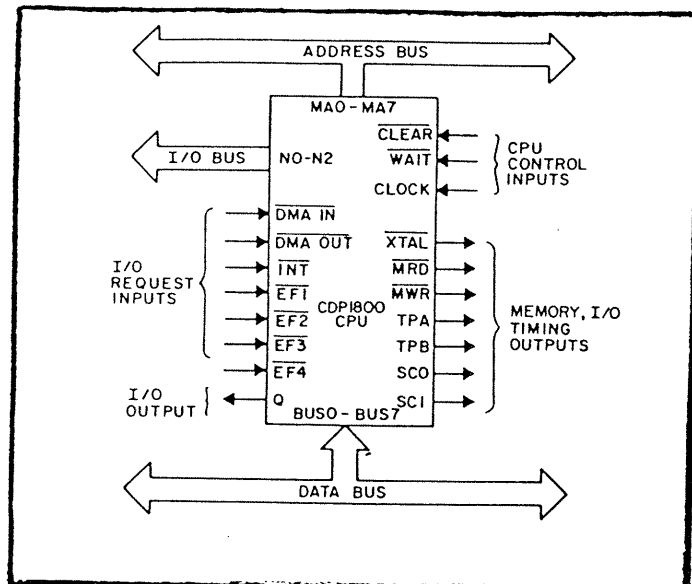 ADDRESS BUS
MA0-MA7
I/O BUS
N0-N2
CLEAR
WAIT
CLOCK
CPU
CONTROL
INPUTS
I/O
REQUEST
INPUTS
DMA IN
DMA OUT
INT
EF1
EF2
EF3
EF4
CDP1800
CPU
XTAL
MRD
MWR
TPA
TPB
SC0
SC1
MEMORY, I/O
TIMING
OUTPUTS
I/O
OUTPUT
Q
BUS0-BUS7
DATA BUS